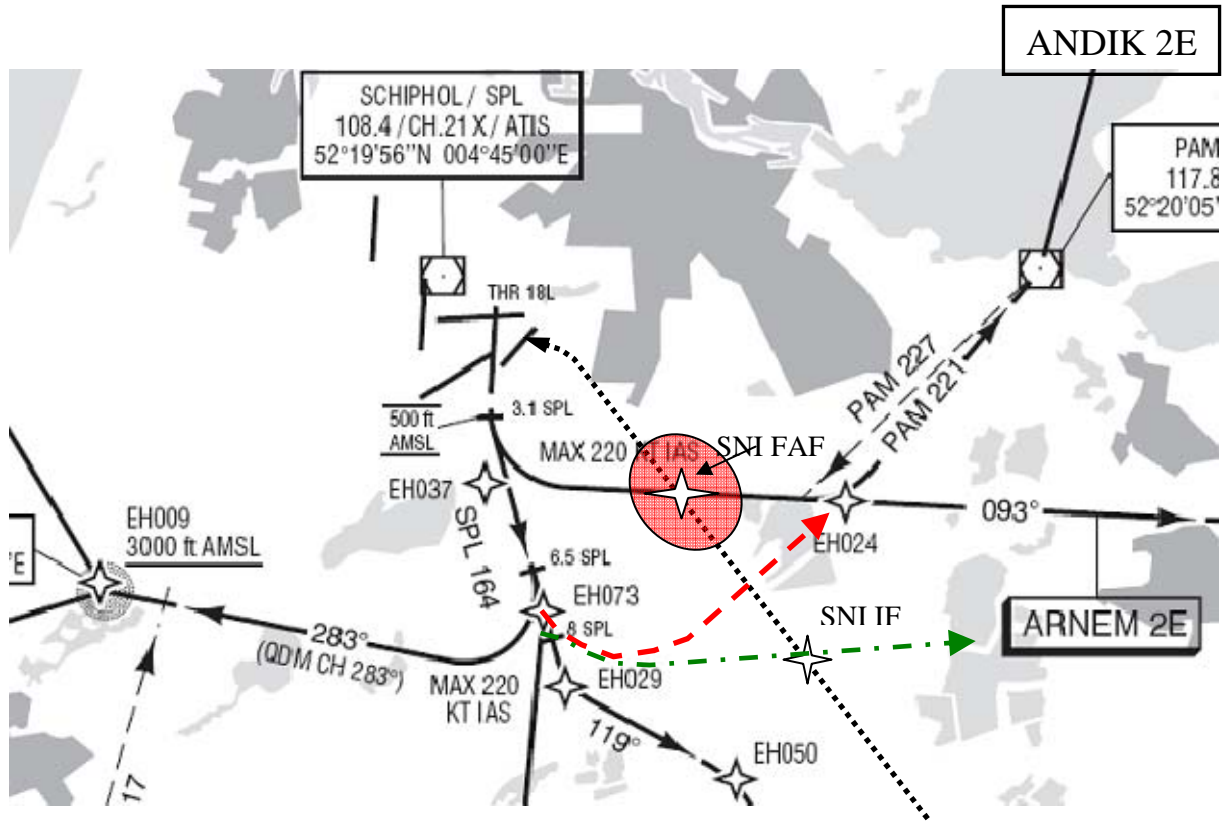 ANDIK 2E
SCHIPHOL / SPL
108.4 / CH.21 X / ATIS
52°19'56"N 004°45'00"E
PAM
117.8
52°20'05'
THR 18L
500 ft
AMSL
3.1 SPL
MAX 220 KT IAS
SNI FAF
PAM 227
PAM 221
EH037
SPL 164
EH024
093°
EH009
3000 ft AMSL
'E
6.5 SPL
EH073
8 SPL
SNI IF
ARNEM 2E
283°
(QDM CH 283°)
MAX 220
KT IAS
EH029
119°
EH050
17